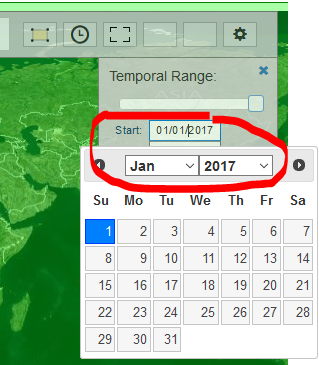 Temporal Range:
ASIA
Start: 01/01/2017
Jan 2017
Su Mo Tu We Th Fr Sa
1 2 3 4 5 6 7
8 9 10 11 12 13 14
15 16 17 18 19 20 21
22 23 24 25 26 27 28
29 30 31